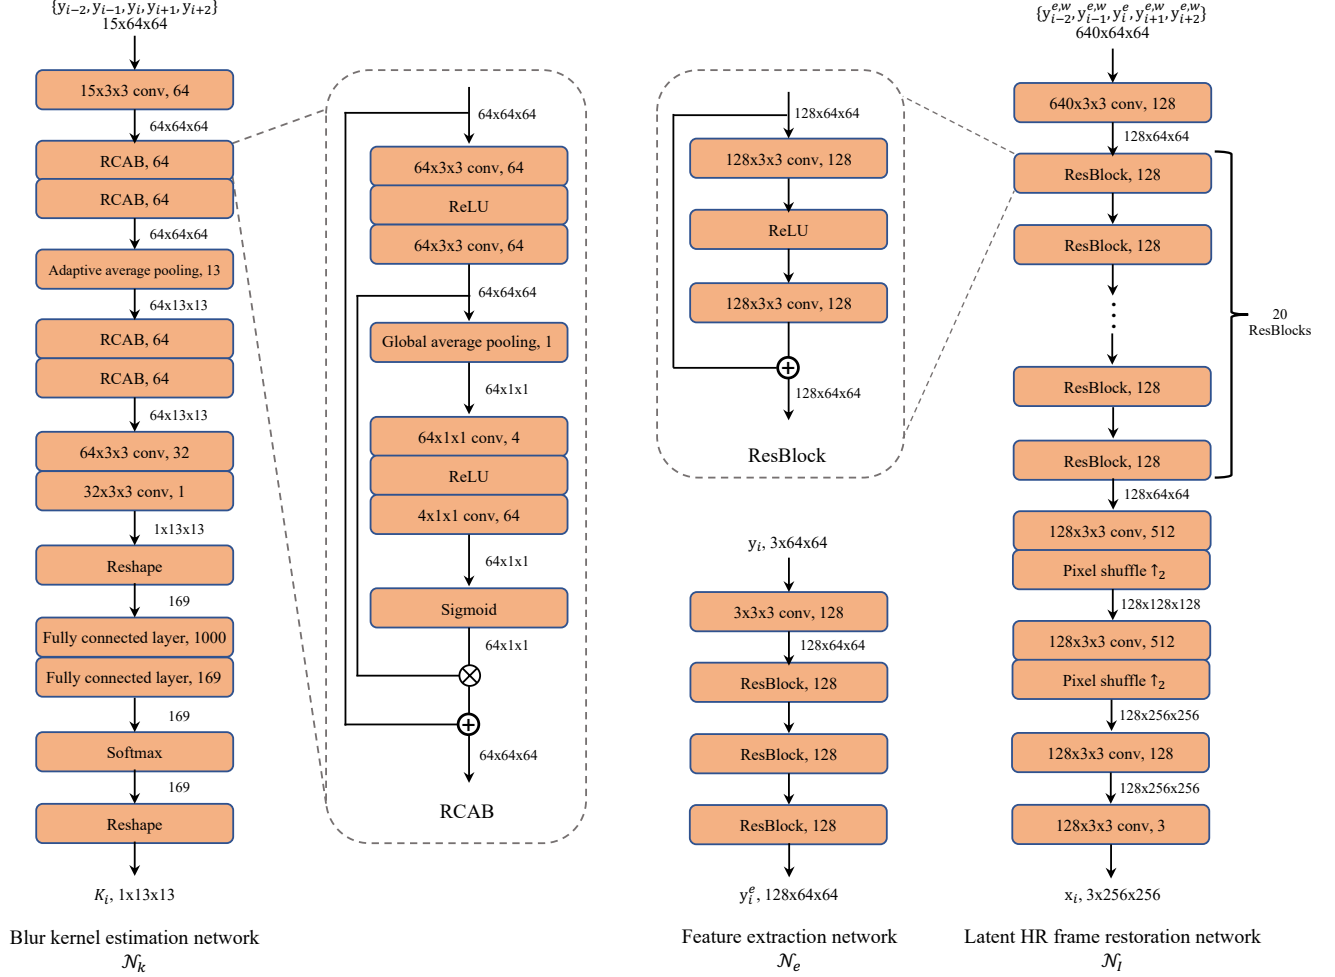 {y_{i−2}, y_{i−1}, y_i, y_{i+1}, y_{i+2}}
15x64x64
15x3x3 conv, 64
64x64x64
RCAB, 64
RCAB, 64
64x64x64
Adaptive average pooling, 13
64x13x13
RCAB, 64
RCAB, 64
64x13x13
64x3x3 conv, 32
32x3x3 conv, 1
1x13x13
Reshape
169
Fully connected layer, 1000
Fully connected layer, 169
169
Softmax
169
Reshape
K_i, 1x13x13
Blur kernel estimation network
𝒩_k
64x64x64
64x3x3 conv, 64
ReLU
64x3x3 conv, 64
64x64x64
Global average pooling, 1
64x1x1
64x1x1 conv, 4
ReLU
4x1x1 conv, 64
64x1x1
Sigmoid
64x1x1
64x64x64
RCAB
128x64x64
128x3x3 conv, 128
ReLU
128x3x3 conv, 128
128x64x64
ResBlock
y_i, 3x64x64
3x3x3 conv, 128
128x64x64
ResBlock, 128
ResBlock, 128
ResBlock, 128
y_i^e, 128x64x64
Feature extraction network
𝒩_e
{y_{i−2}^{e,w}, y_{i−1}^{e,w}, y_i^e, y_{i+1}^{e,w}, y_{i+2}^{e,w}}
640x64x64
640x3x3 conv, 128
128x64x64
ResBlock, 128
ResBlock, 128
ResBlock, 128
ResBlock, 128
20
ResBlocks
128x64x64
128x3x3 conv, 512
Pixel shuffle ↑_2
128x128x128
128x3x3 conv, 512
Pixel shuffle ↑_2
128x256x256
128x3x3 conv, 128
128x256x256
128x3x3 conv, 3
x_i, 3x256x256
Latent HR frame restoration network
𝒩_I